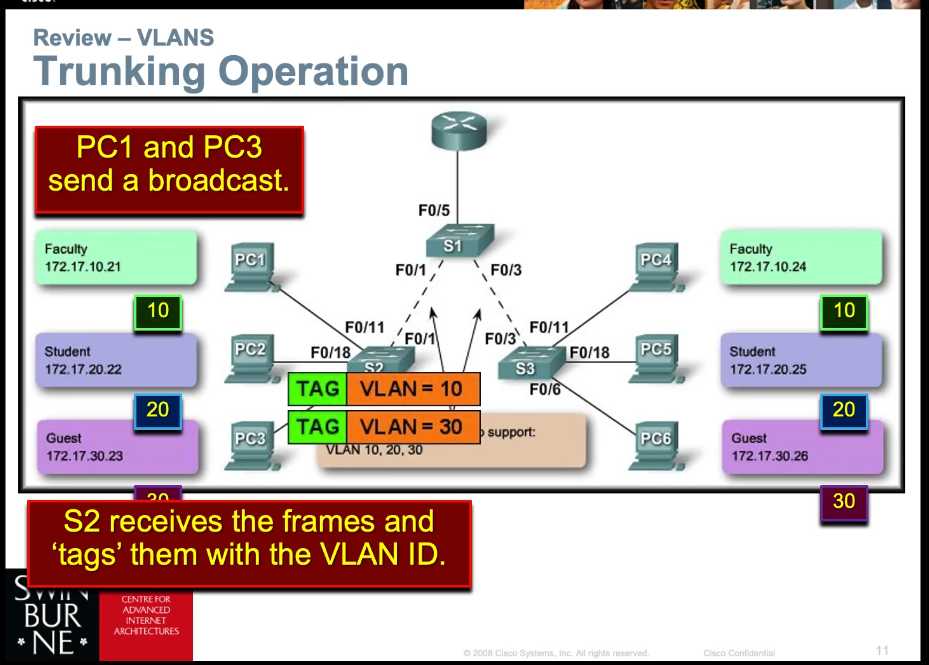 Review – VLANS
Trunking Operation
PC1 and PC3
send a broadcast.
F0/5
S1
Faculty
172.17.10.21
10
PC1
F0/1
F0/3
PC4
Faculty
172.17.10.24
10
Student
172.17.20.22
20
PC2
F0/11
F0/18
F0/1
S2
F0/3
F0/11
F0/18
S3
F0/6
PC5
Student
172.17.20.25
20
TAG VLAN = 10
TAG VLAN = 30
support:
VLAN 10, 20, 30
Guest
172.17.30.23
30
PC3
PC6
Guest
172.17.30.26
30
S2 receives the frames and
‘tags’ them with the VLAN ID.
SWIN
BUR
* NE *
CENTRE FOR
ADVANCED
INTERNET
ARCHITECTURES
© 2008 Cisco Systems, Inc. All rights reserved.
Cisco Confidential
11